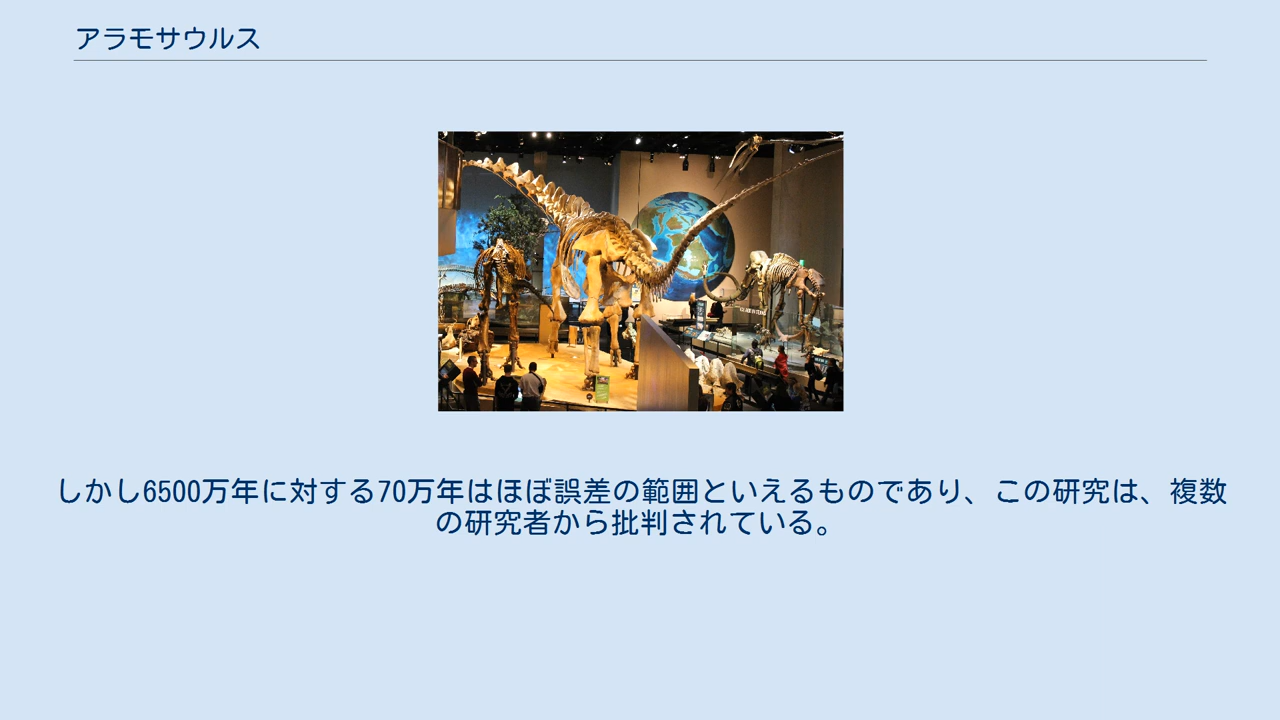 アラモサウルス
しかし6500万年に対する70万年はほぼ誤差の範囲といえるものであり、この研究は、複数
の研究者から批判されている。